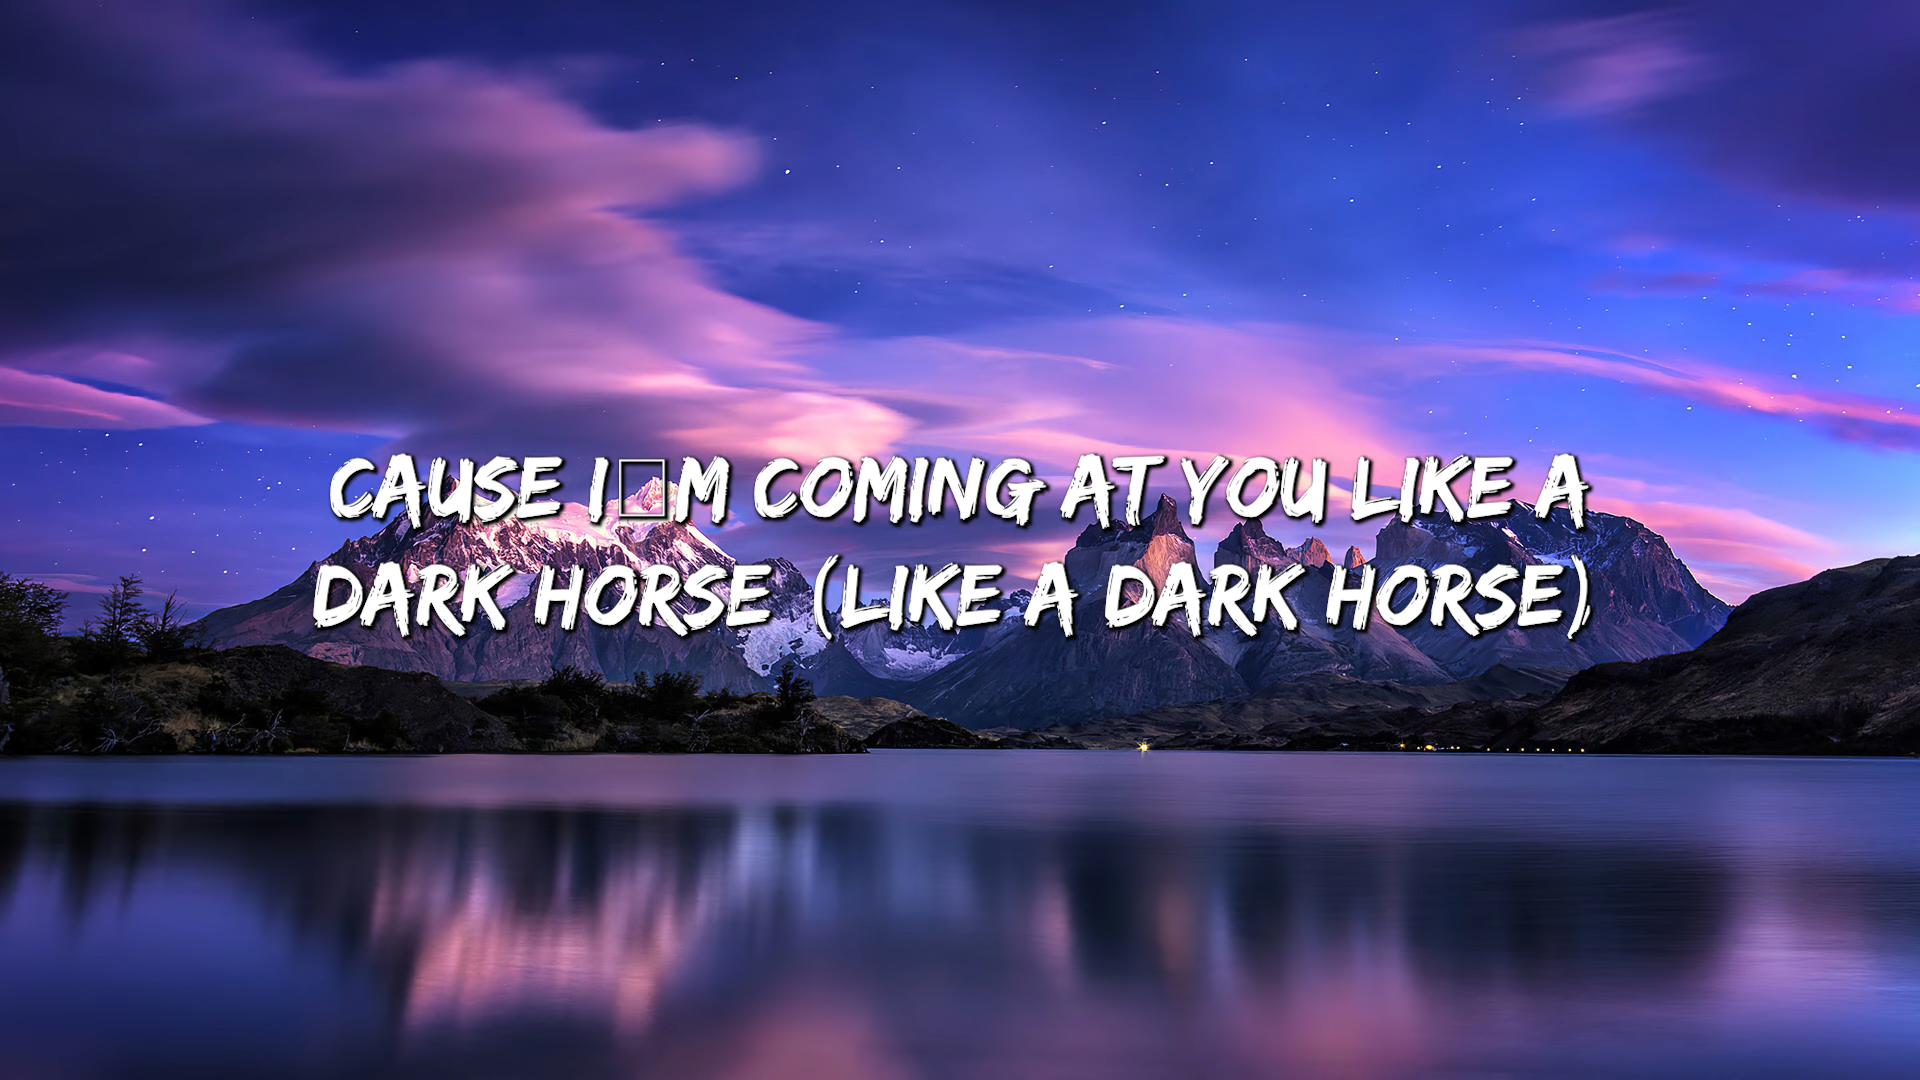 CAUSE I□M COMING AT YOU LIKE A
DARK HORSE (LIKE A DARK HORSE)